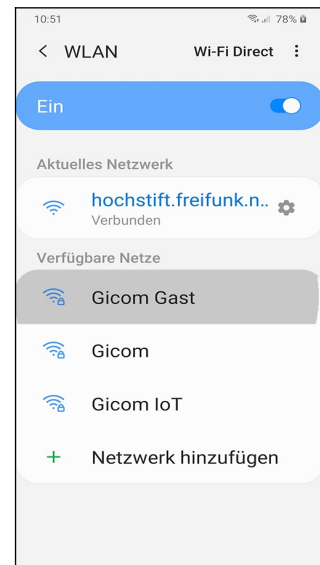 10:51 78%
< WLAN Wi-Fi Direct
Ein
Aktuelles Netzwerk
hochstift.freifunk.n..
Verbunden
Verfügbare Netze
Gicom Gast
Gicom
Gicom IoT
+ Netzwerk hinzufügen